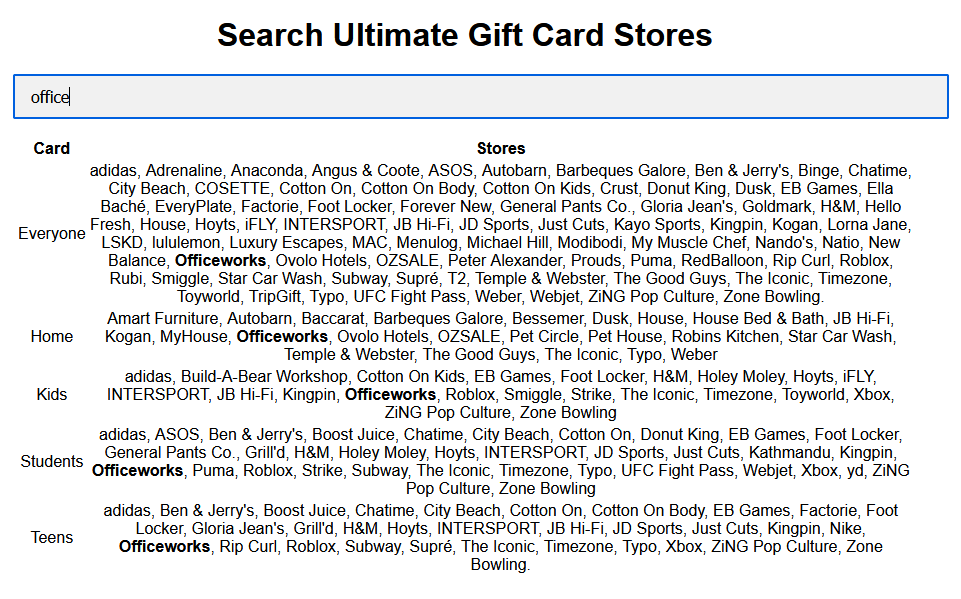 Search Ultimate Gift Card Stores
office
Card Stores
adidas, Adrenaline, Anaconda, Angus & Coote, ASOS, Autobarn, Barbeques Galore, Ben & Jerry's, Binge, Chatime,
City Beach, COSETTE, Cotton On, Cotton On Body, Cotton On Kids, Crust, Donut King, Dusk, EB Games, Ella
Baché, EveryPlate, Factorie, Foot Locker, Forever New, General Pants Co., Gloria Jean's, Goldmark, H&M, Hello
Everyone Fresh, House, Hoyts, iFLY, INTERSPORT, JB Hi-Fi, JD Sports, Just Cuts, Kayo Sports, Kingpin, Kogan, Lorna Jane,
LSKD, lululemon, Luxury Escapes, MAC, Menulog, Michael Hill, Modibodi, My Muscle Chef, Nando's, Natio, New
Balance, Officeworks, Ovolo Hotels, OZSALE, Peter Alexander, Prouds, Puma, RedBalloon, Rip Curl, Roblox,
Rubi, Smiggle, Star Car Wash, Subway, Supré, T2, Temple & Webster, The Good Guys, The Iconic, Timezone,
Toyworld, TripGift, Typo, UFC Fight Pass, Weber, Webjet, ZiNG Pop Culture, Zone Bowling.
Amart Furniture, Autobarn, Baccarat, Barbeques Galore, Bessemer, Dusk, House, House Bed & Bath, JB Hi-Fi,
Home Kogan, MyHouse, Officeworks, Ovolo Hotels, OZSALE, Pet Circle, Pet House, Robins Kitchen, Star Car Wash,
Temple & Webster, The Good Guys, The Iconic, Typo, Weber
adidas, Build-A-Bear Workshop, Cotton On Kids, EB Games, Foot Locker, H&M, Holey Moley, Hoyts, iFLY,
Kids INTERSPORT, JB Hi-Fi, Kingpin, Officeworks, Roblox, Smiggle, Strike, The Iconic, Timezone, Toyworld, Xbox,
ZiNG Pop Culture, Zone Bowling
adidas, ASOS, Ben & Jerry's, Boost Juice, Chatime, City Beach, Cotton On, Donut King, EB Games, Foot Locker,
General Pants Co., Grill'd, H&M, Holey Moley, Hoyts, INTERSPORT, JD Sports, Just Cuts, Kathmandu, Kingpin,
Students Officeworks, Puma, Roblox, Strike, Subway, The Iconic, Timezone, Typo, UFC Fight Pass, Webjet, Xbox, yd, ZiNG
Pop Culture, Zone Bowling
adidas, Ben & Jerry's, Boost Juice, Chatime, City Beach, Cotton On, Cotton On Body, EB Games, Factorie, Foot
Locker, Gloria Jean's, Grill'd, H&M, Hoyts, INTERSPORT, JB Hi-Fi, JD Sports, Just Cuts, Kingpin, Nike,
Teens Officeworks, Rip Curl, Roblox, Subway, Supré, The Iconic, Timezone, Typo, Xbox, ZiNG Pop Culture, Zone
Bowling.